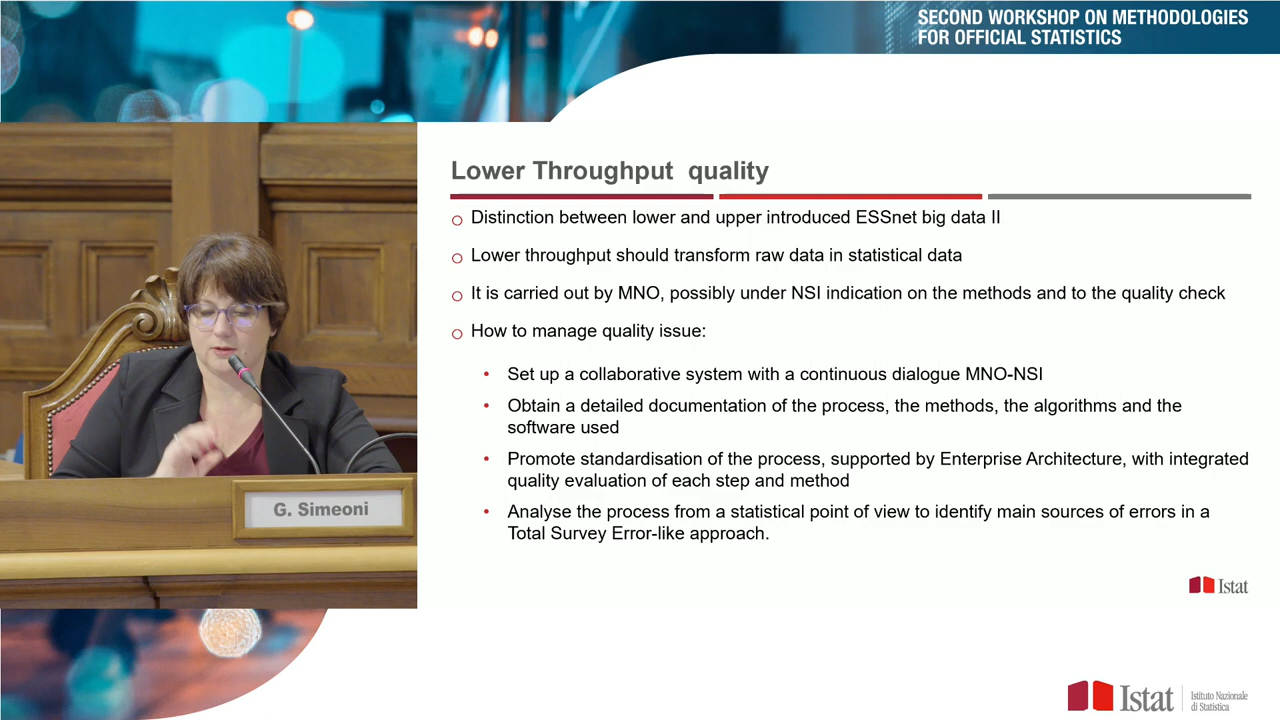 SECOND WORKSHOP ON METHODOLOGIES
FOR OFFICIAL STATISTICS
Lower Throughput  quality
Distinction between lower and upper introduced ESSnet big data II
Lower throughput should transform raw data in statistical data
It is carried out by MNO, possibly under NSI indication on the methods and to the quality check
How to manage quality issue:
Set up a collaborative system with a continuous dialogue MNO-NSI
Obtain a detailed documentation of the process, the methods, the algorithms and the
software used
Promote standardisation of the process, supported by Enterprise Architecture, with integrated
quality evaluation of each step and method
Analyse the process from a statistical point of view to identify main sources of errors in a
Total Survey Error-like approach.
G. Simeoni
Istat
Istat
Istituto Nazionale
di Statistica